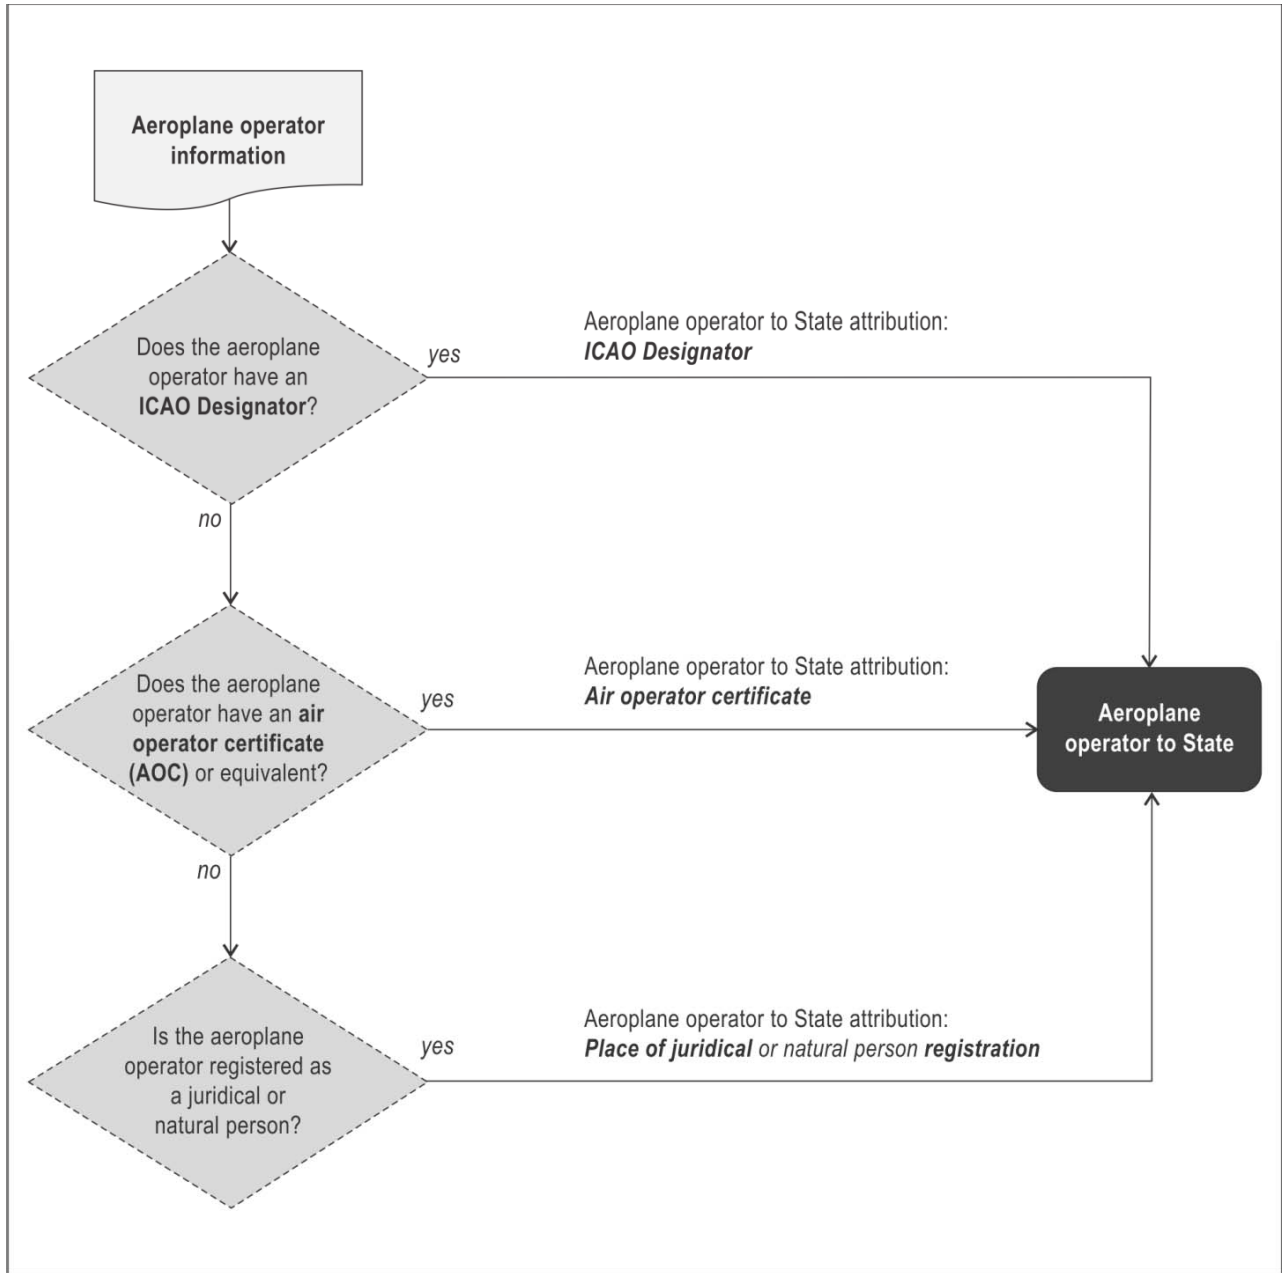 Aeroplane operator
information
Does the aeroplane
operator have an
ICAO Designator?
yes
Aeroplane operator to State attribution:
ICAO Designator
no
Does the aeroplane
operator have an air
operator certificate
(AOC) or equivalent?
yes
Aeroplane operator to State attribution:
Air operator certificate
Aeroplane
operator to State
no
Is the aeroplane
operator registered as
a juridical or
natural person?
yes
Aeroplane operator to State attribution:
Place of juridical or natural person registration